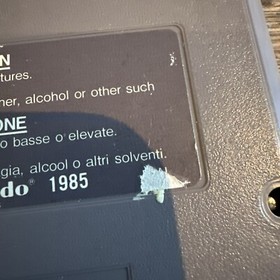 N
tures.
ner, alcohol or other such
ONE
o basse o elevate.
gia, alcool o altri solventi.
do® 1985